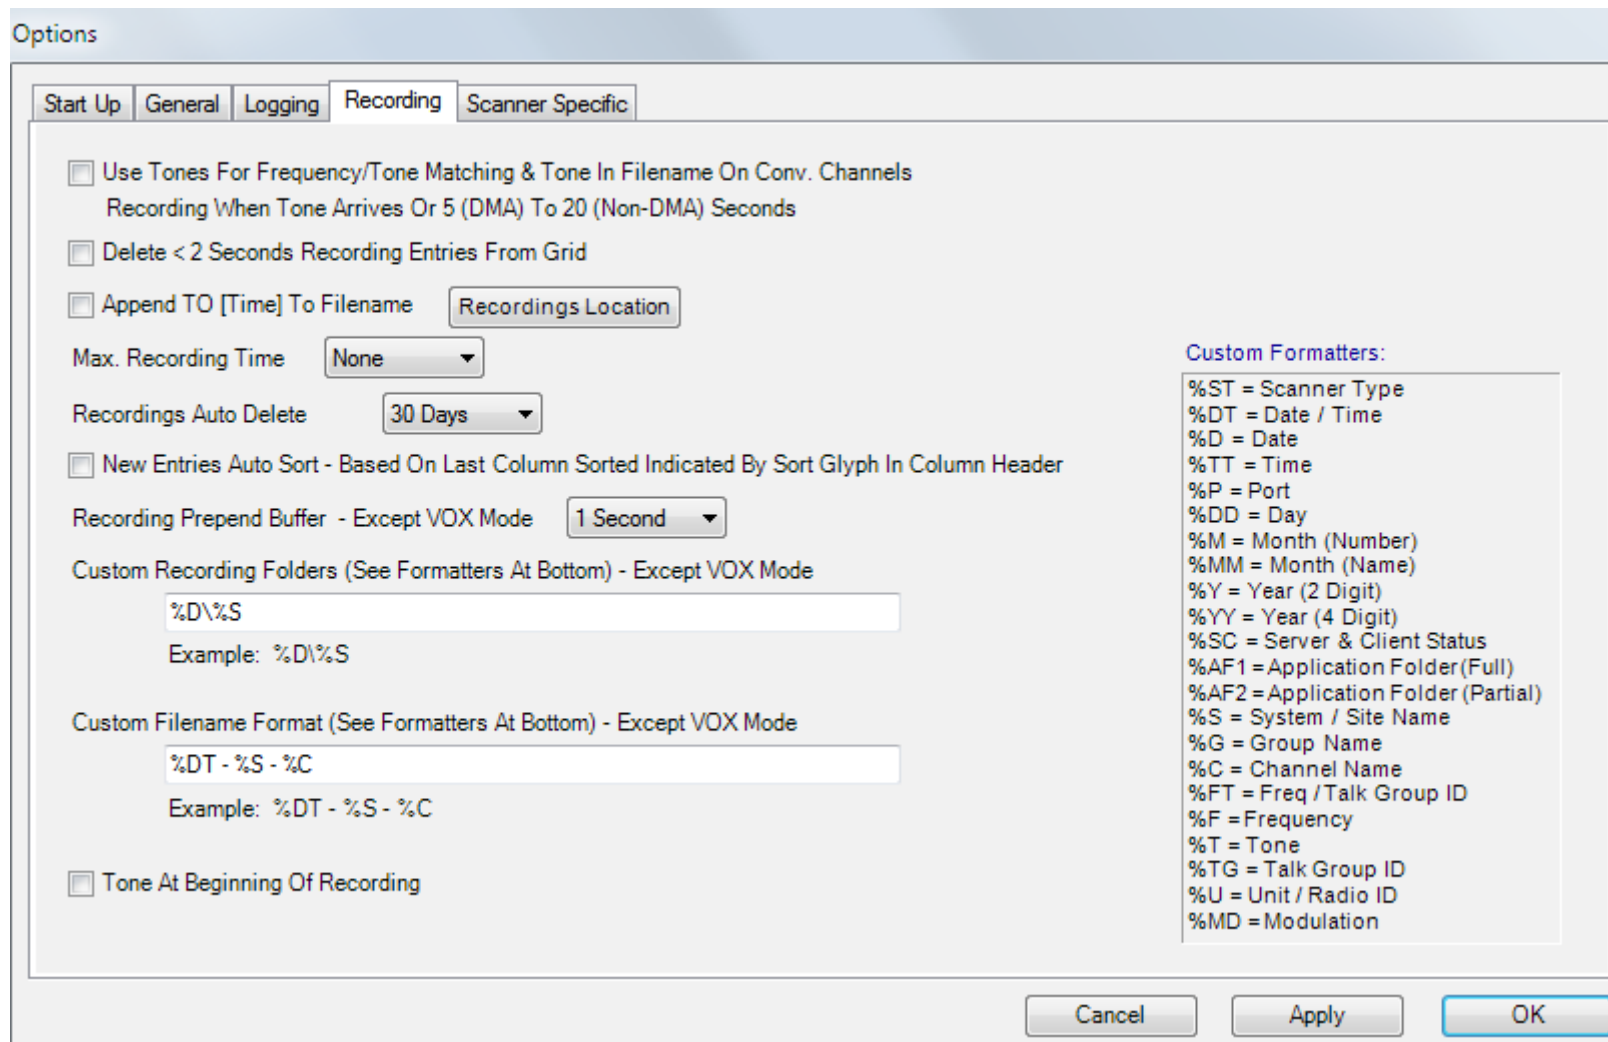 Options
Start Up General Logging Recording Scanner Specific
Use Tones For Frequency/Tone Matching & Tone In Filename On Conv. Channels
Recording When Tone Arrives Or 5 (DMA) To 20 (Non-DMA) Seconds
Delete < 2 Seconds Recording Entries From Grid
Append TO [Time] To Filename Recordings Location
Max. Recording Time None
Recordings Auto Delete 30 Days
New Entries Auto Sort - Based On Last Column Sorted Indicated By Sort Glyph In Column Header
Recording Prepend Buffer - Except VOX Mode 1 Second
Custom Recording Folders (See Formatters At Bottom) - Except VOX Mode
%D\%S
Example: %D\%S
Custom Filename Format (See Formatters At Bottom) - Except VOX Mode
%DT - %S - %C
Example: %DT - %S - %C
Tone At Beginning Of Recording
Custom Formatters:
%ST = Scanner Type
%DT = Date / Time
%D = Date
%TT = Time
%P = Port
%DD = Day
%M = Month (Number)
%MM = Month (Name)
%Y = Year (2 Digit)
%YY = Year (4 Digit)
%SC = Server & Client Status
%AF1 = Application Folder (Full)
%AF2 = Application Folder (Partial)
%S = System / Site Name
%G = Group Name
%C = Channel Name
%FT = Freq / Talk Group ID
%F = Frequency
%T = Tone
%TG = Talk Group ID
%U = Unit / Radio ID
%MD = Modulation
Cancel Apply OK